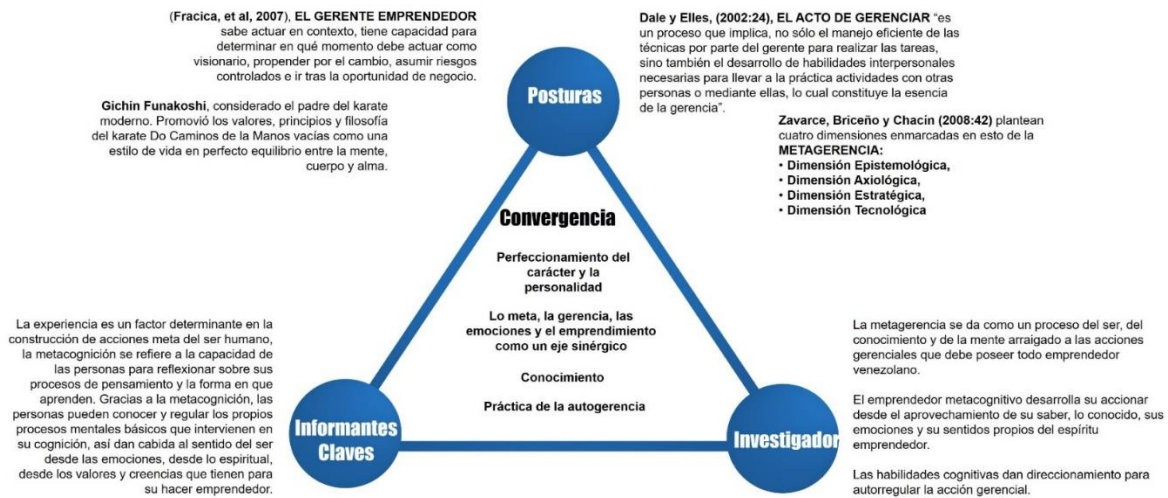 (Fracica, et al, 2007), EL GERENTE EMPRENDEDOR
sabe actuar en contexto, tiene capacidad para
determinar en qué momento debe actuar como
visionario, propender por el cambio, asumir riesgos
controlados e ir tras la oportunidad de negocio.
Gichin Funakoshi, considerado el padre del karate
moderno. Promovió los valores, principios y filosofía
del karate Do Caminos de la Manos vacías como una
estilo de vida en perfecto equilibrio entre la mente,
cuerpo y alma.
Posturas
Dale y Elles, (2002:24), EL ACTO DE GERENCIAR “es
un proceso que implica, no sólo el manejo eficiente de las
técnicas por parte del gerente para realizar las tareas,
sino también el desarrollo de habilidades interpersonales
necesarias para llevar a la práctica actividades con otras
personas o mediante ellas, lo cual constituye la esencia
de la gerencia”.
Zavarce, Briceño y Chacín (2008:42) plantean
cuatro dimensiones enmarcadas en esto de la
METAGERENCIA:
• Dimensión Epistemológica,
• Dimensión Axiológica,
• Dimensión Estratégica,
• Dimensión Tecnológica
Convergencia
Perfeccionamiento del
carácter y la
personalidad
Lo meta, la gerencia, las
emociones y el emprendimiento
como un eje sinérgico
Conocimiento
Práctica de la autogerencia
La experiencia es un factor determinante en la
construcción de acciones meta del ser humano,
la metacognición se refiere a la capacidad de
las personas para reflexionar sobre sus
procesos de pensamiento y la forma en que
aprenden. Gracias a la metacognición, las
personas pueden conocer y regular los propios
procesos mentales básicos que intervienen en
su cognición, así dan cabida al sentido del ser
desde las emociones, desde lo espiritual,
desde los valores y creencias que tienen para
su hacer emprendedor.
Informantes
Claves
Investigador
La metagerencia se da como un proceso del ser, del
conocimiento y de la mente arraigado a las acciones
gerenciales que debe poseer todo emprendedor
venezolano.
El emprendedor metacognitivo desarrolla su accionar
desde el aprovechamiento de su saber, lo conocido, sus
emociones y su sentidos propios del espíritu
emprendedor.
Las habilidades cognitivas dan direccionamiento para
autorregular la acción gerencial.